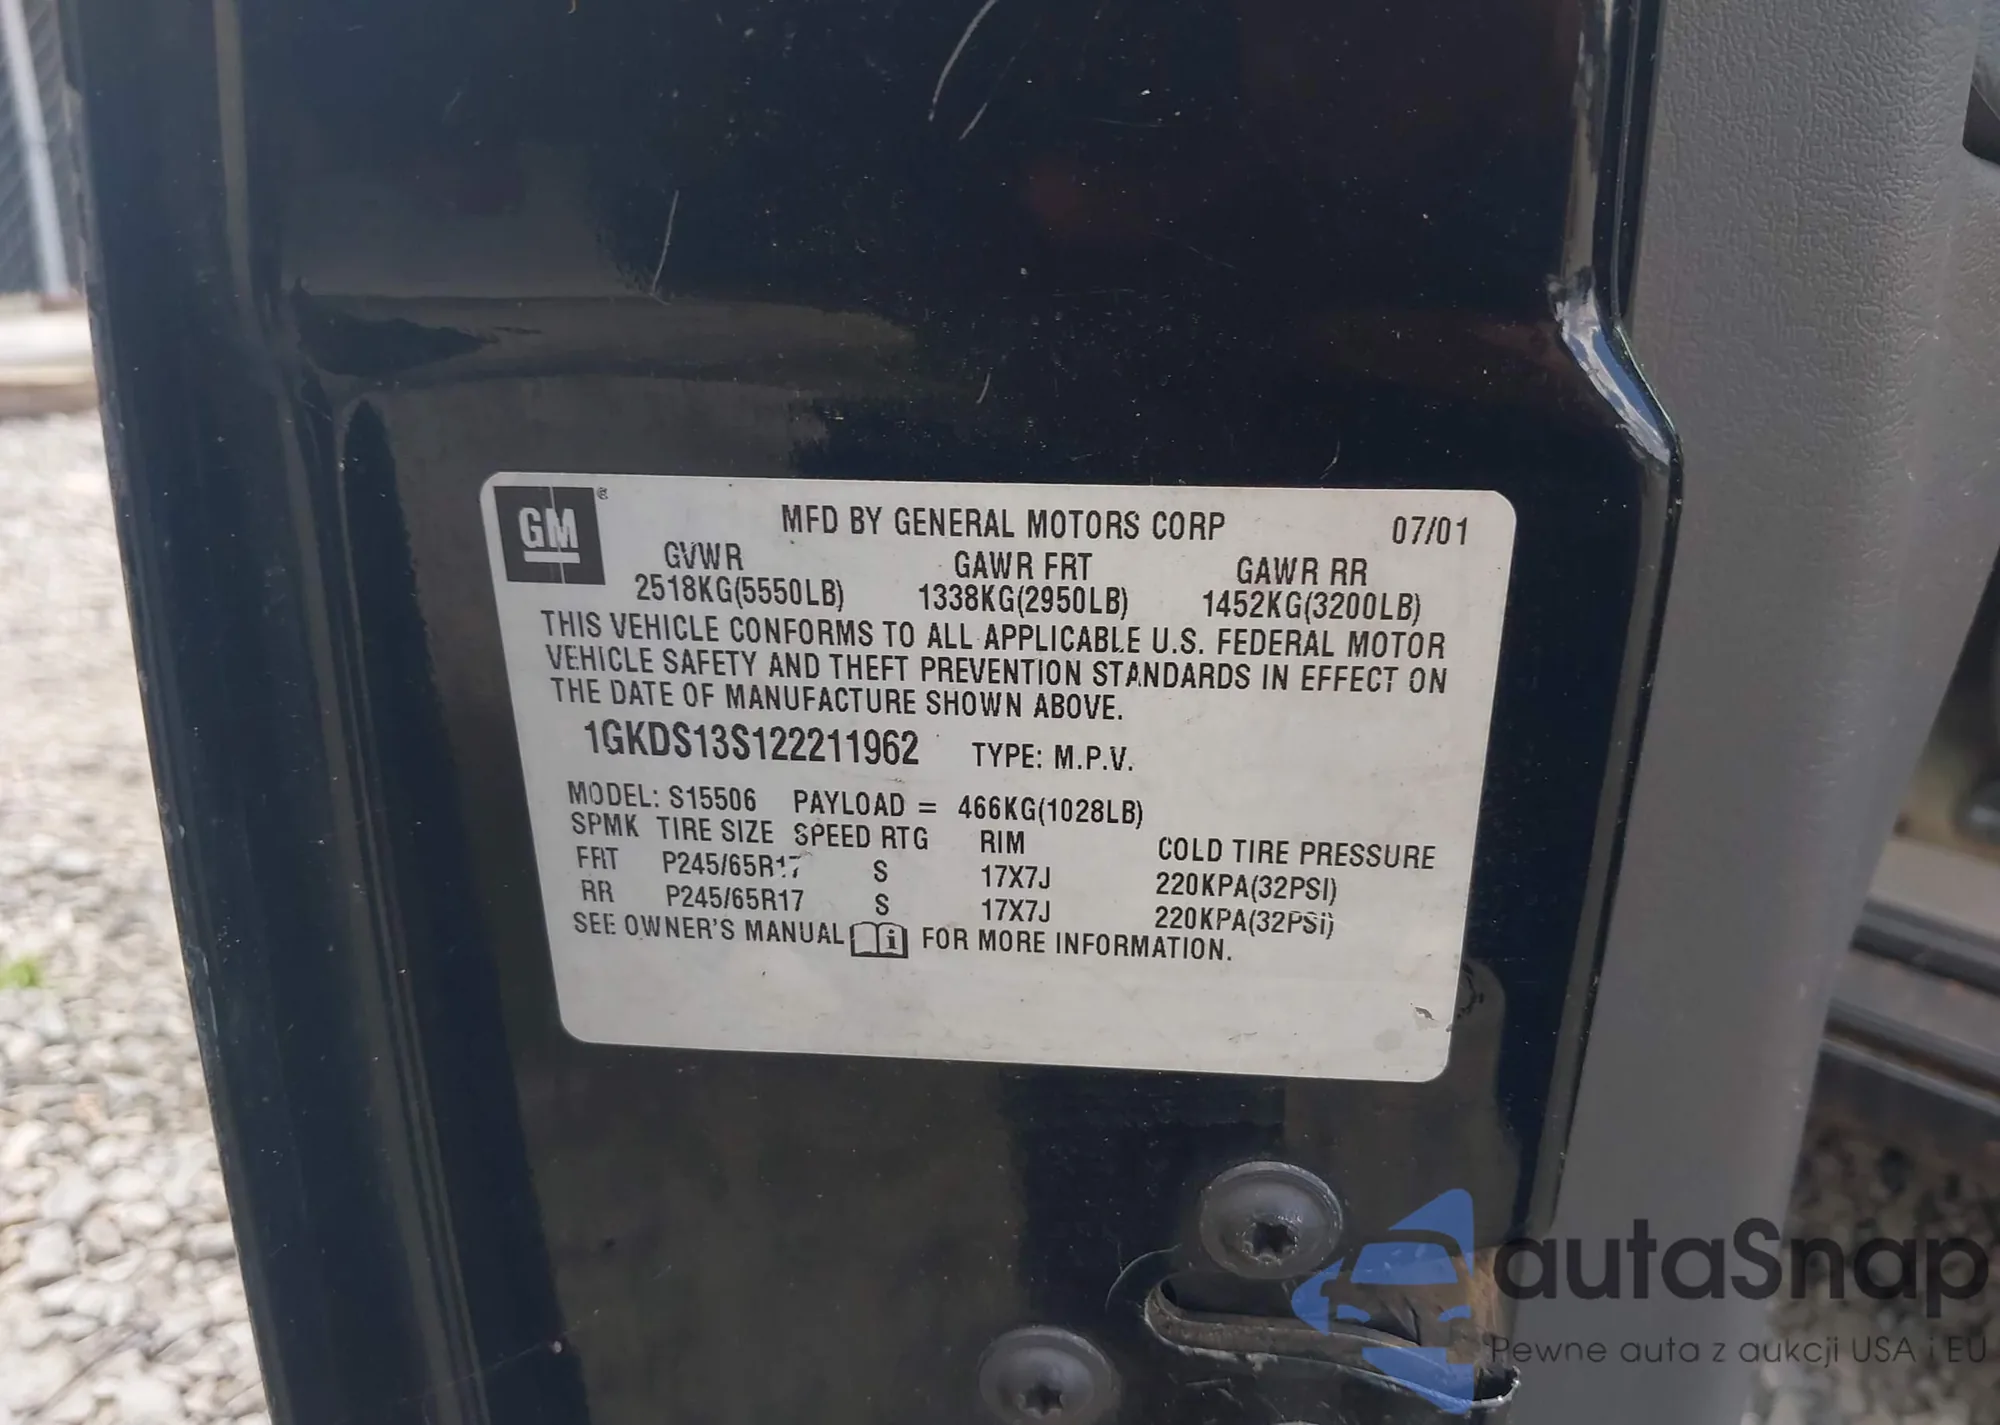 GM ®
MFD BY GENERAL MOTORS CORP 07/01
GVWR GAWR FRT GAWR RR
2518KG(5550LB) 1338KG(2950LB) 1452KG(3200LB)
THIS VEHICLE CONFORMS TO ALL APPLICABLE U.S. FEDERAL MOTOR
VEHICLE SAFETY AND THEFT PREVENTION STANDARDS IN EFFECT ON
THE DATE OF MANUFACTURE SHOWN ABOVE.
1GKDS13S122211962 TYPE: M.P.V.
MODEL: S15506 PAYLOAD = 466KG(1028LB)
SPMK TIRE SIZE SPEED RTG RIM COLD TIRE PRESSURE
FRT P245/65R17 S 17X7J 220KPA(32PSI)
RR P245/65R17 S 17X7J 220KPA(32PSI)
SEE OWNER'S MANUAL i FOR MORE INFORMATION.
autaSnap
Pewne auta z aukcji USA i EU